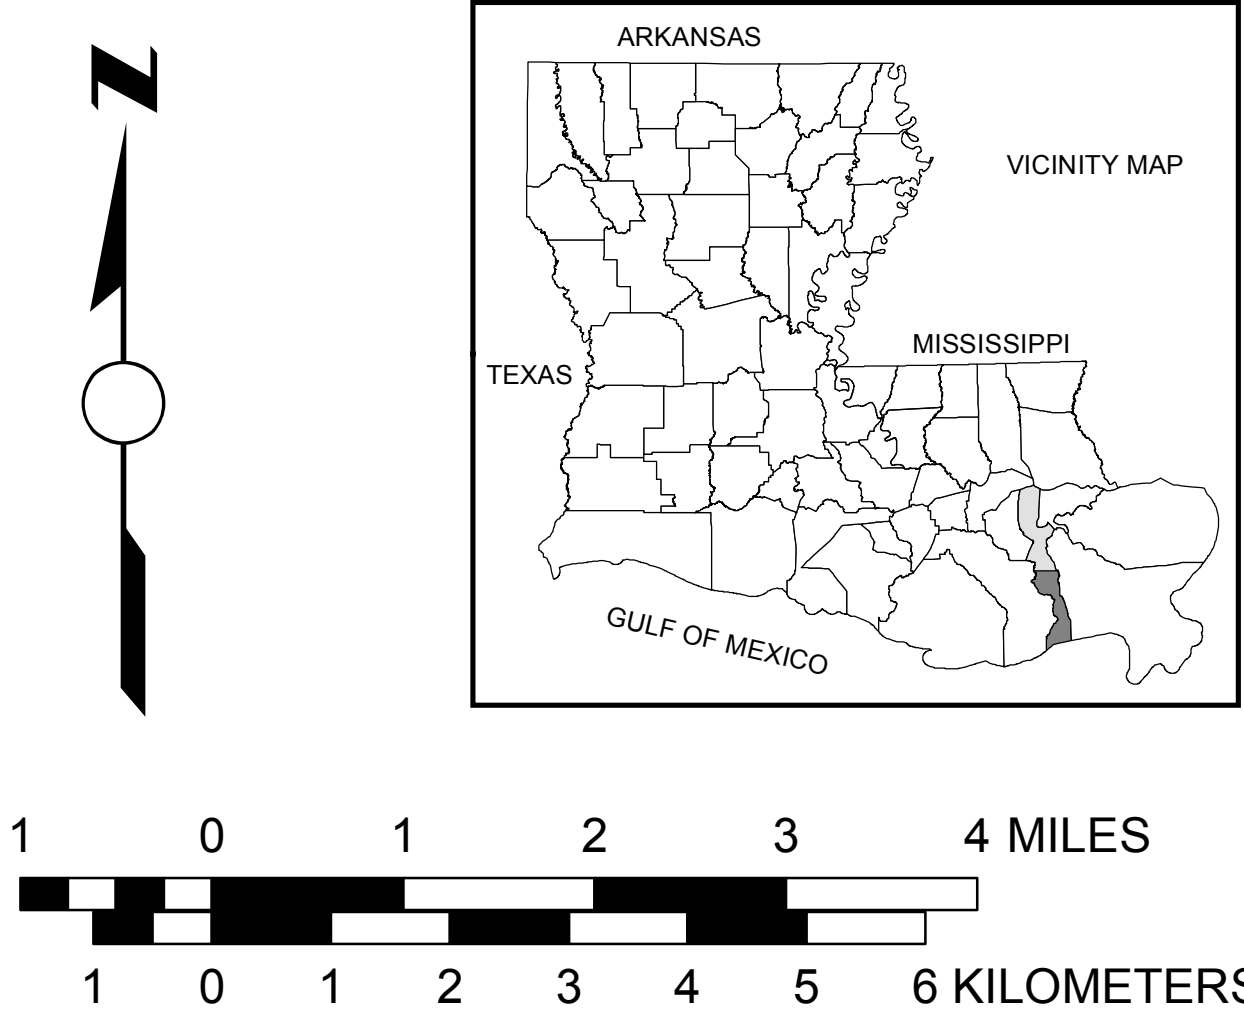 N
ARKANSAS
VICINITY MAP
MISSISSIPPI
TEXAS
GULF OF MEXICO
1 0 1 2 3 4 MILES
1 0 1 2 3 4 5 6 KILOMETERS